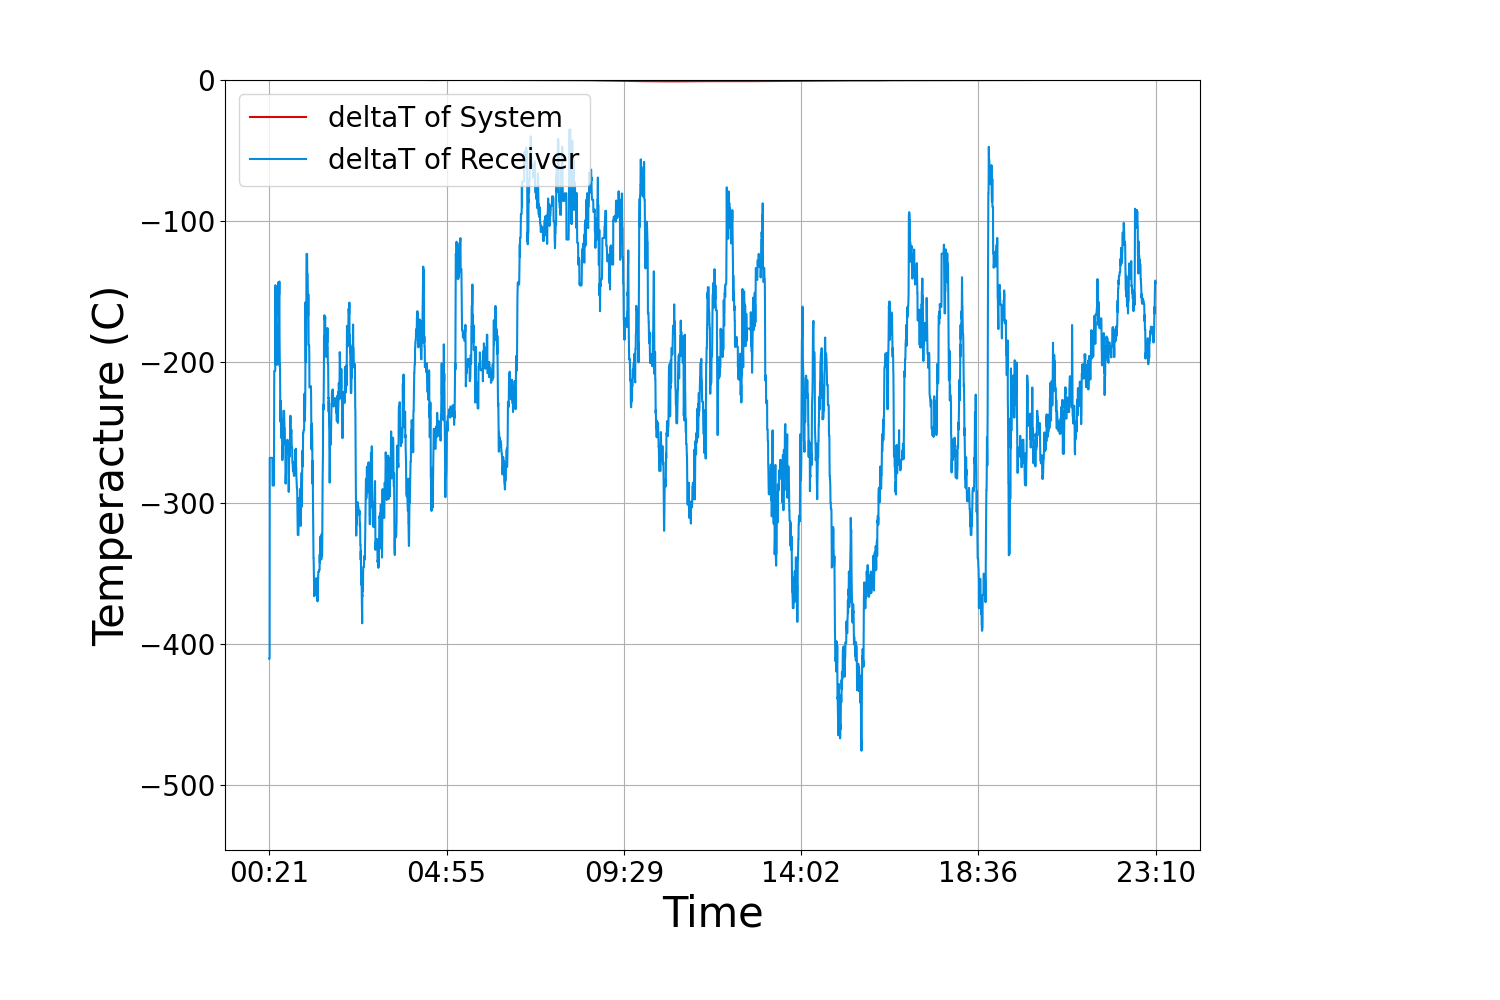 0
−100
−200
−300
−400
−500
Temperacture (C)
deltaT of System
deltaT of Receiver
00:21 04:55 09:29 14:02 18:36 23:10
Time